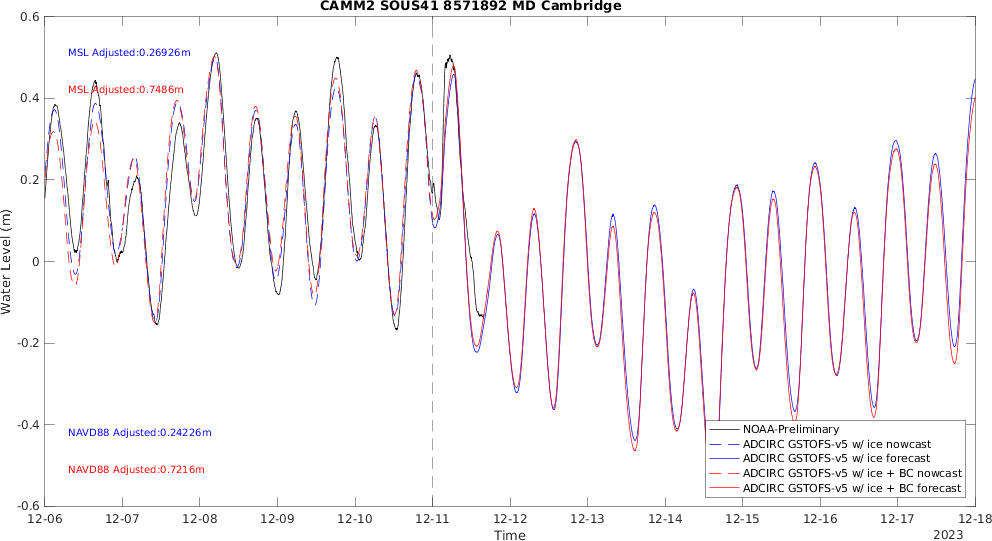 CAMM2 SOUS41 8571892 MD Cambridge
0.6
MSL Adjusted:0.26926m
MSL Adjusted:0.7486m
0.4
0.2
0
-0.2
-0.4
-0.6
Water Level (m)
NAVD88 Adjusted:0.24226m
NAVD88 Adjusted:0.7216m
NOAA-Preliminary
ADCIRC GSTOFS-v5 w/ ice nowcast
ADCIRC GSTOFS-v5 w/ ice forecast
ADCIRC GSTOFS-v5 w/ ice + BC nowcast
ADCIRC GSTOFS-v5 w/ ice + BC forecast
12-06 12-07 12-08 12-09 12-10 12-11 12-12 12-13 12-14 12-15 12-16 12-17 12-18
Time
2023